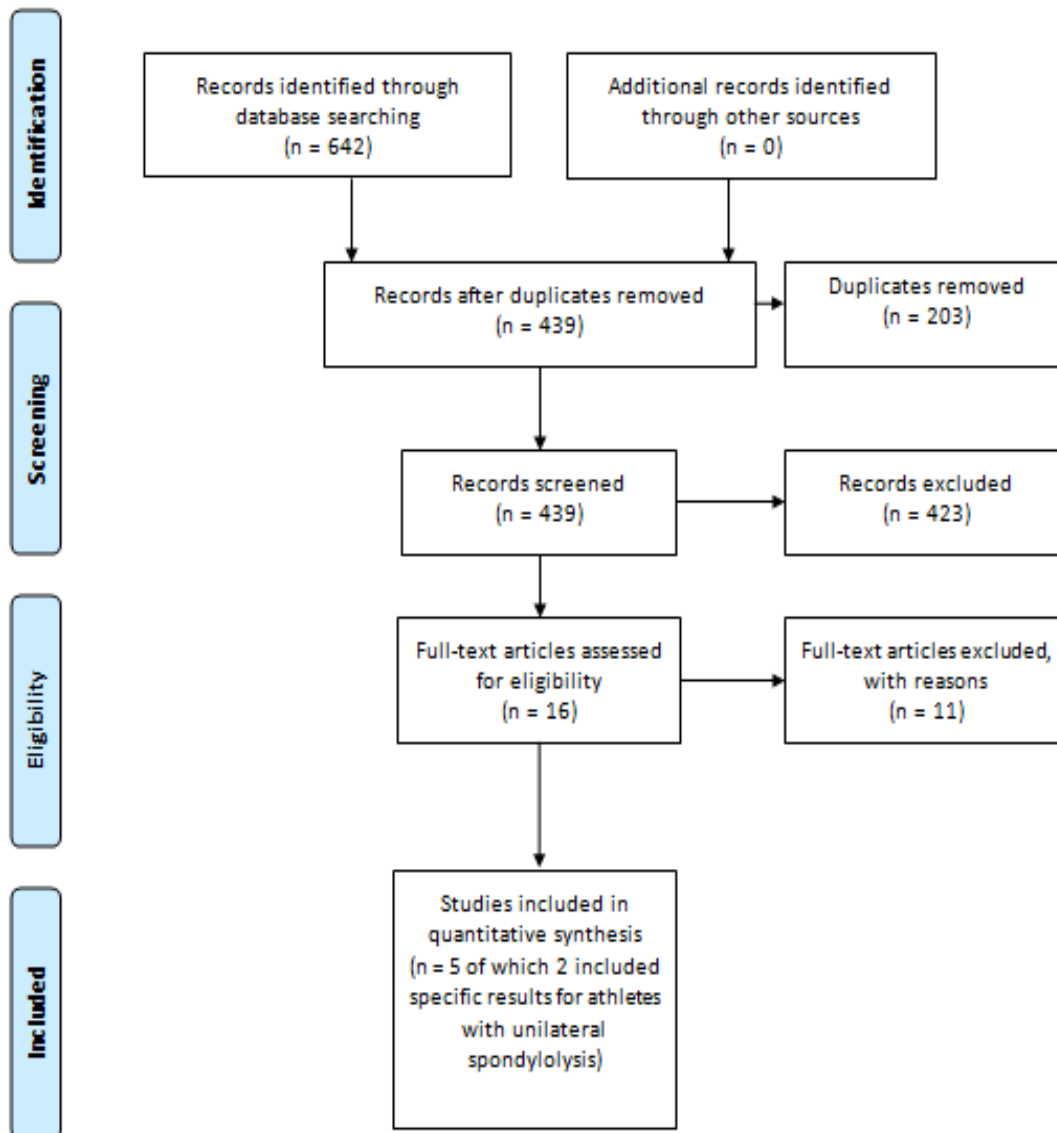 Identification
Records identified through
database searching
(n = 642)
Additional records identified
through other sources
(n = 0)
Records after duplicates removed
(n = 439)
Duplicates removed
(n = 203)
Screening
Records screened
(n = 439)
Records excluded
(n = 423)
Eligibility
Full-text articles assessed
for eligibility
(n = 16)
Full-text articles excluded,
with reasons
(n = 11)
Included
Studies included in
quantitative synthesis
(n = 5 of which 2 included
specific results for athletes
with unilateral
spondylolysis)